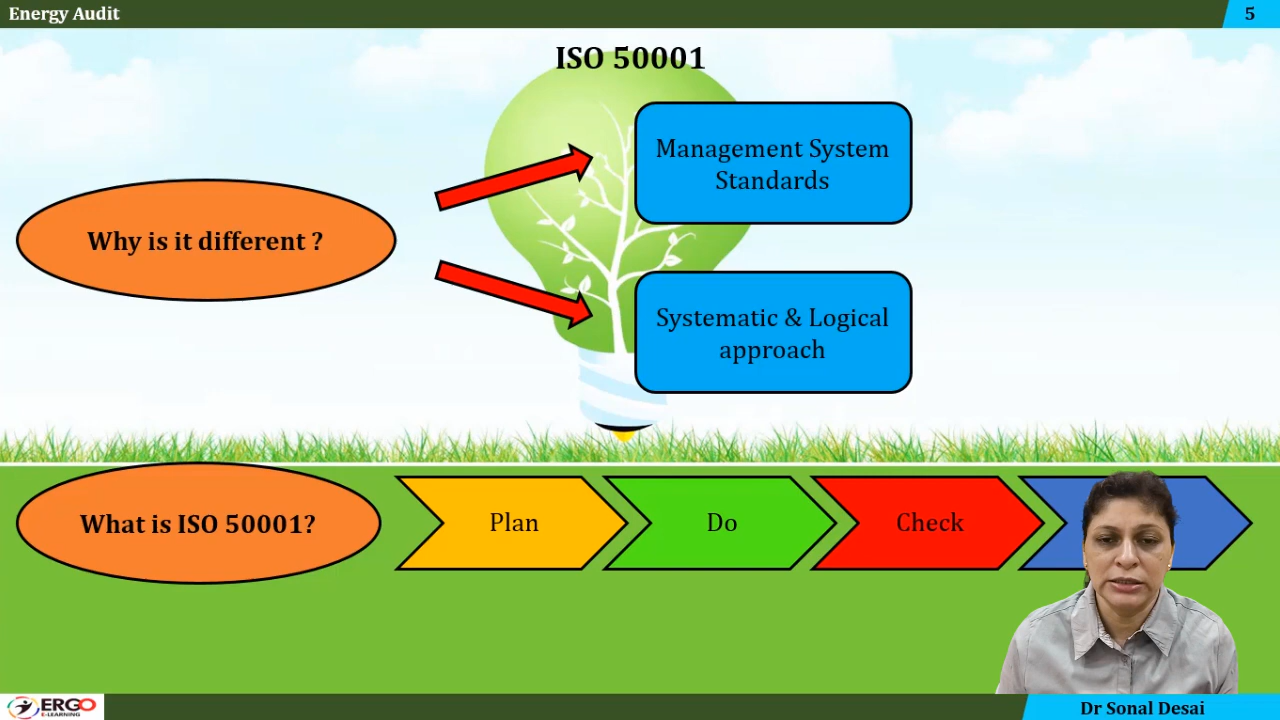 Energy Audit
5
ISO 50001
Management System
Standards
Why is it different ?
Systematic & Logical
approach
What is ISO 50001?
Plan
Do
Check
ERGO
E-LEARNING
Dr Sonal Desai